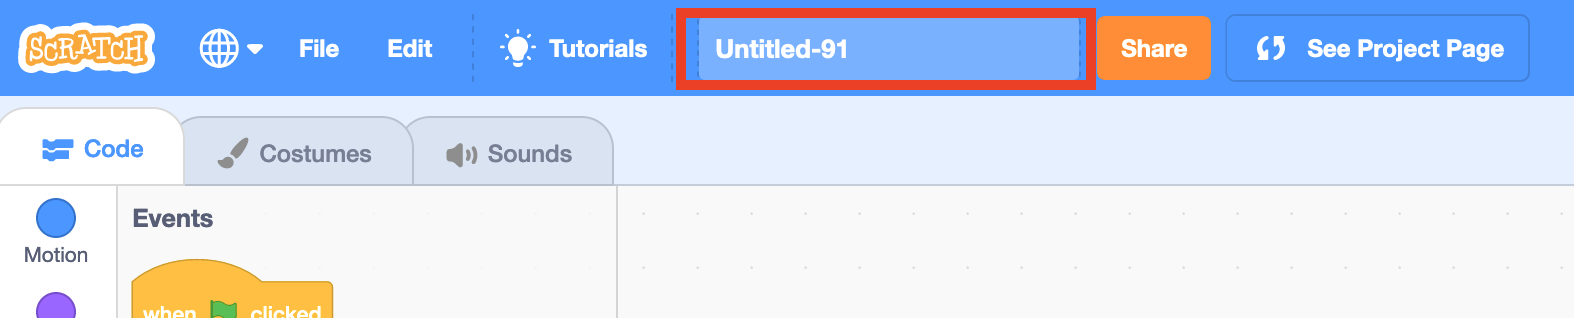 SCRATCH File Edit Tutorials Untitled-91 Share See Project Page
Code Costumes Sounds
Events
Motion
when clicked